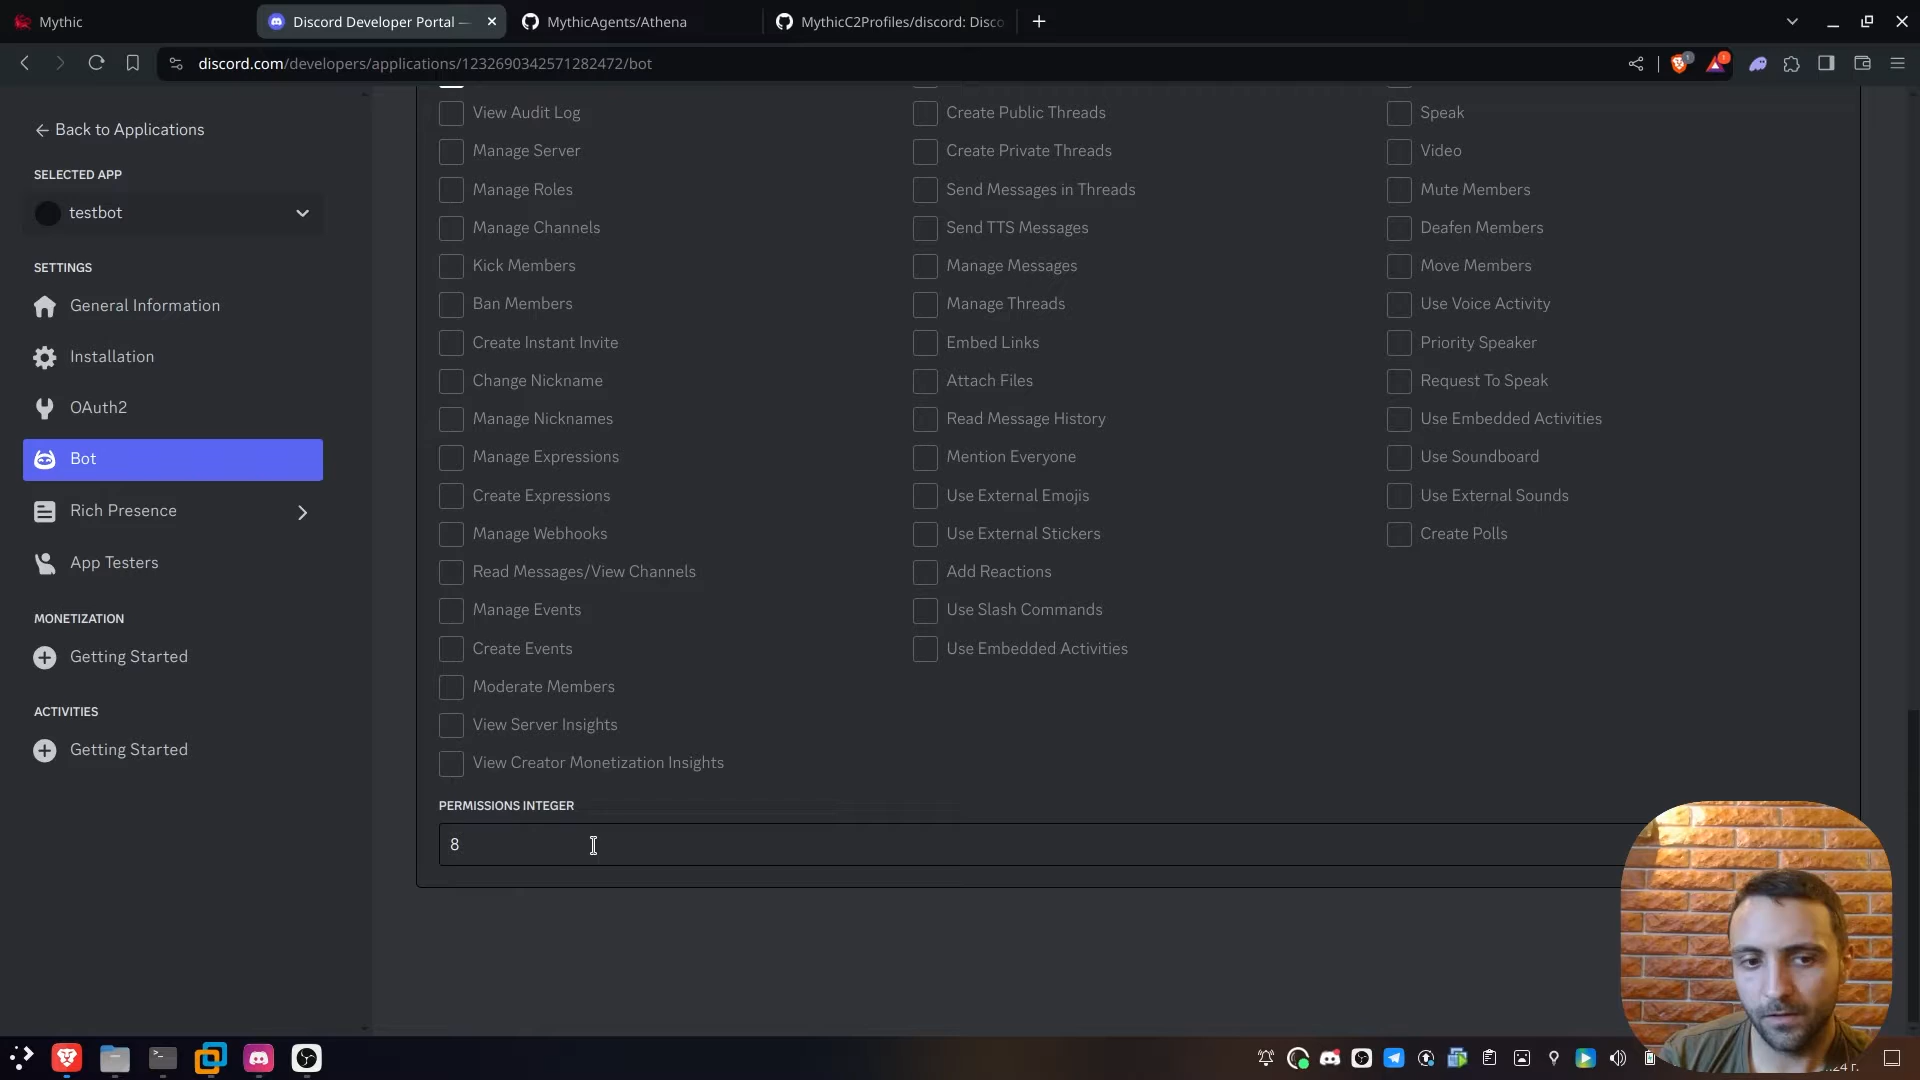 Mythic
Discord Developer Portal —
MythicAgents/Athena
MythicC2Profiles/discord: Disco
discord.com/developers/applications/1232690342571282472/bot
Back to Applications
SELECTED APP
testbot
SETTINGS
General Information
Installation
OAuth2
Bot
Rich Presence
App Testers
MONETIZATION
Getting Started
ACTIVITIES
Getting Started
View Audit Log
Manage Server
Manage Roles
Manage Channels
Kick Members
Ban Members
Create Instant Invite
Change Nickname
Manage Nicknames
Manage Expressions
Create Expressions
Manage Webhooks
Read Messages/View Channels
Manage Events
Create Events
Moderate Members
View Server Insights
View Creator Monetization Insights
Create Public Threads
Create Private Threads
Send Messages in Threads
Send TTS Messages
Manage Messages
Manage Threads
Embed Links
Attach Files
Read Message History
Mention Everyone
Use External Emojis
Use External Stickers
Add Reactions
Use Slash Commands
Use Embedded Activities
Speak
Video
Mute Members
Deafen Members
Move Members
Use Voice Activity
Priority Speaker
Request To Speak
Use Embedded Activities
Use Soundboard
Use External Sounds
Create Polls
PERMISSIONS INTEGER
8